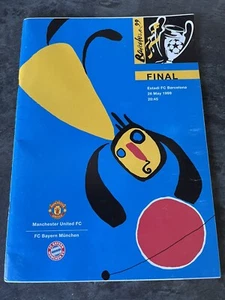 Barcelona 99
FINAL
Estadi FC Barcelona
26 May 1999
20:45
Manchester United FC
FC Bayern München